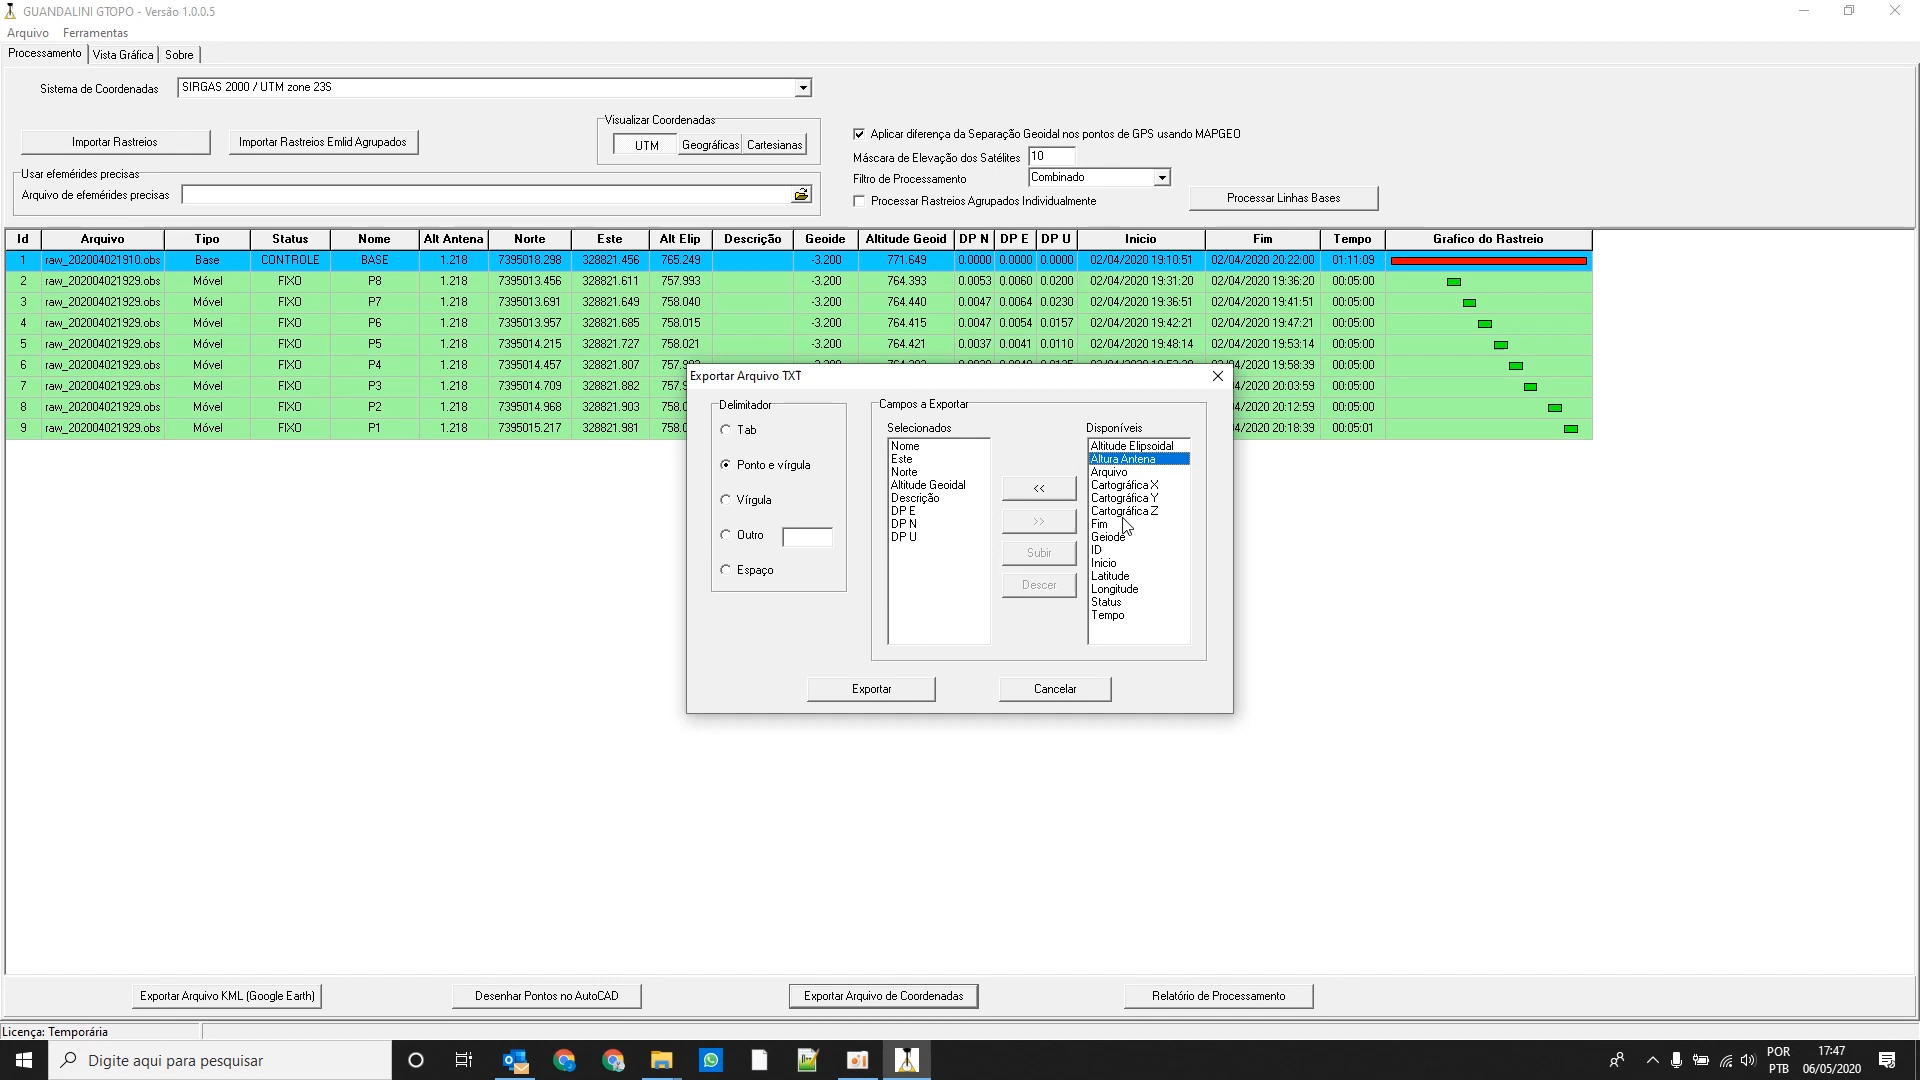 GUANDALINI GTOPO - Versão 1.0.0.5
Arquivo Ferramentas
Processamento Vista Gráfica Sobre
Sistema de Coordenadas SIRGAS 2000 / UTM zone 23S
Importar Rastreios Importar Rastreios Emlid Agrupados
Visualizar Coordenadas
UTM Geográficas Cartesianas
Usar efemérides precisas
Arquivo de efemérides precisas
Aplicar diferença da Separação Geoidal nos pontos de GPS usando MAPGEO
Máscara de Elevação dos Satélites 10
Filtro de Processamento Combinado
Processar Rastreios Agrupados Individualmente
Processar Linhas Bases
Id Arquivo Tipo Status Nome Alt Antena Norte Este Alt Elip Descrição Geoide Altitude Geoid DP N DP E DP U Inicio Fim Tempo Grafico do Rastreio
1 raw_202004021910.obs Base CONTROLE BASE 1.218 7395018.298 328821.456 765.249 -3.200 771.649 0.0000 0.0000 0.0000 02/04/2020 19:10:51 02/04/2020 20:22:00 01:11:09
2 raw_202004021929.obs Móvel FIXO P8 1.218 7395013.456 328821.611 757.993 -3.200 764.393 0.0053 0.0060 0.0200 02/04/2020 19:31:20 02/04/2020 19:36:20 00:05:00
3 raw_202004021929.obs Móvel FIXO P7 1.218 7395013.691 328821.649 758.040 -3.200 764.440 0.0047 0.0064 0.0230 02/04/2020 19:36:51 02/04/2020 19:41:51 00:05:00
4 raw_202004021929.obs Móvel FIXO P6 1.218 7395013.957 328821.685 758.015 -3.200 764.415 0.0047 0.0054 0.0157 02/04/2020 19:42:21 02/04/2020 19:47:21 00:05:00
5 raw_202004021929.obs Móvel FIXO P5 1.218 7395014.215 328821.727 758.021 -3.200 764.421 0.0037 0.0041 0.0110 02/04/2020 19:48:14 02/04/2020 19:53:14 00:05:00
6 raw_202004021929.obs Móvel FIXO P4 1.218 7395014.457 328821.807 19:58:39 00:05:00
7 raw_202004021929.obs Móvel FIXO P3 1.218 7395014.709 328821.882 /2020 20:03:59 00:05:00
8 raw_202004021929.obs Móvel FIXO P2 1.218 7395014.968 328821.903 /2020 20:12:59 00:05:00
9 raw_202004021929.obs Móvel FIXO P1 1.218 7395015.217 328821.981 /2020 20:18:39 00:05:01
Exportar Arquivo TXT
Delimitador
Tab
Ponto e vírgula
Vírgula
Outro
Espaço
Campos a Exportar
Selecionados
Nome
Este
Norte
Altitude Geoidal
Descrição
DP E
DP N
DP U
<<
>>
Subir
Descer
Disponíveis
Altitude Elipsoidal
Altura Antena
Arquivo
Cartográfica X
Cartográfica Y
Cartográfica Z
Fim
Geiode
ID
Inicio
Latitude
Longitude
Status
Tempo
Exportar Cancelar
Exportar Arquivo KML (Google Earth) Desenhar Pontos no AutoCAD Exportar Arquivo de Coordenadas Relatório de Processamento
Licença: Temporária
Digite aqui para pesquisar
POR
PTB
17:47
06/05/2020